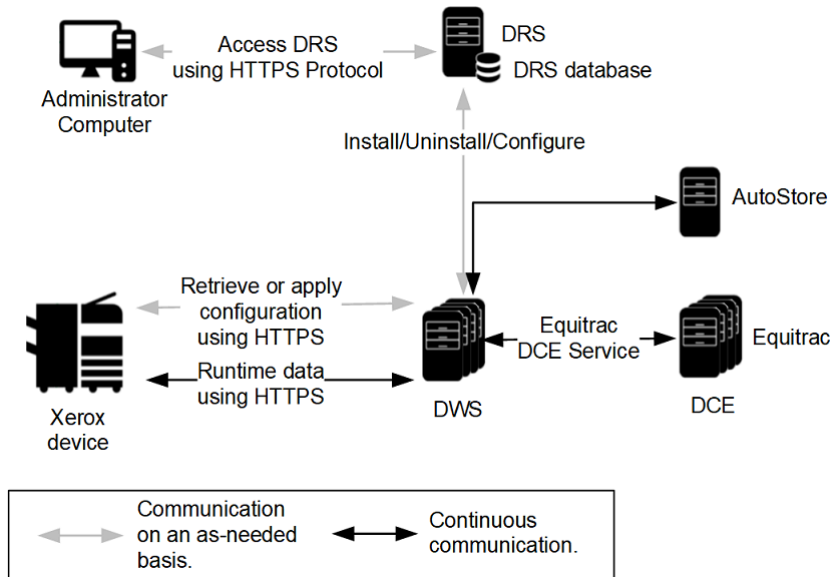 Access DRS
using HTTPS Protocol
Administrator
Computer
DRS
DRS database
Install/Uninstall/Configure
AutoStore
Retrieve or apply
configuration
using HTTPS
Runtime data
using HTTPS
Xerox
device
DWS
Equitrac
DCE Service
Equitrac
DCE
Communication
on an as-needed
basis.
Continuous
communication.